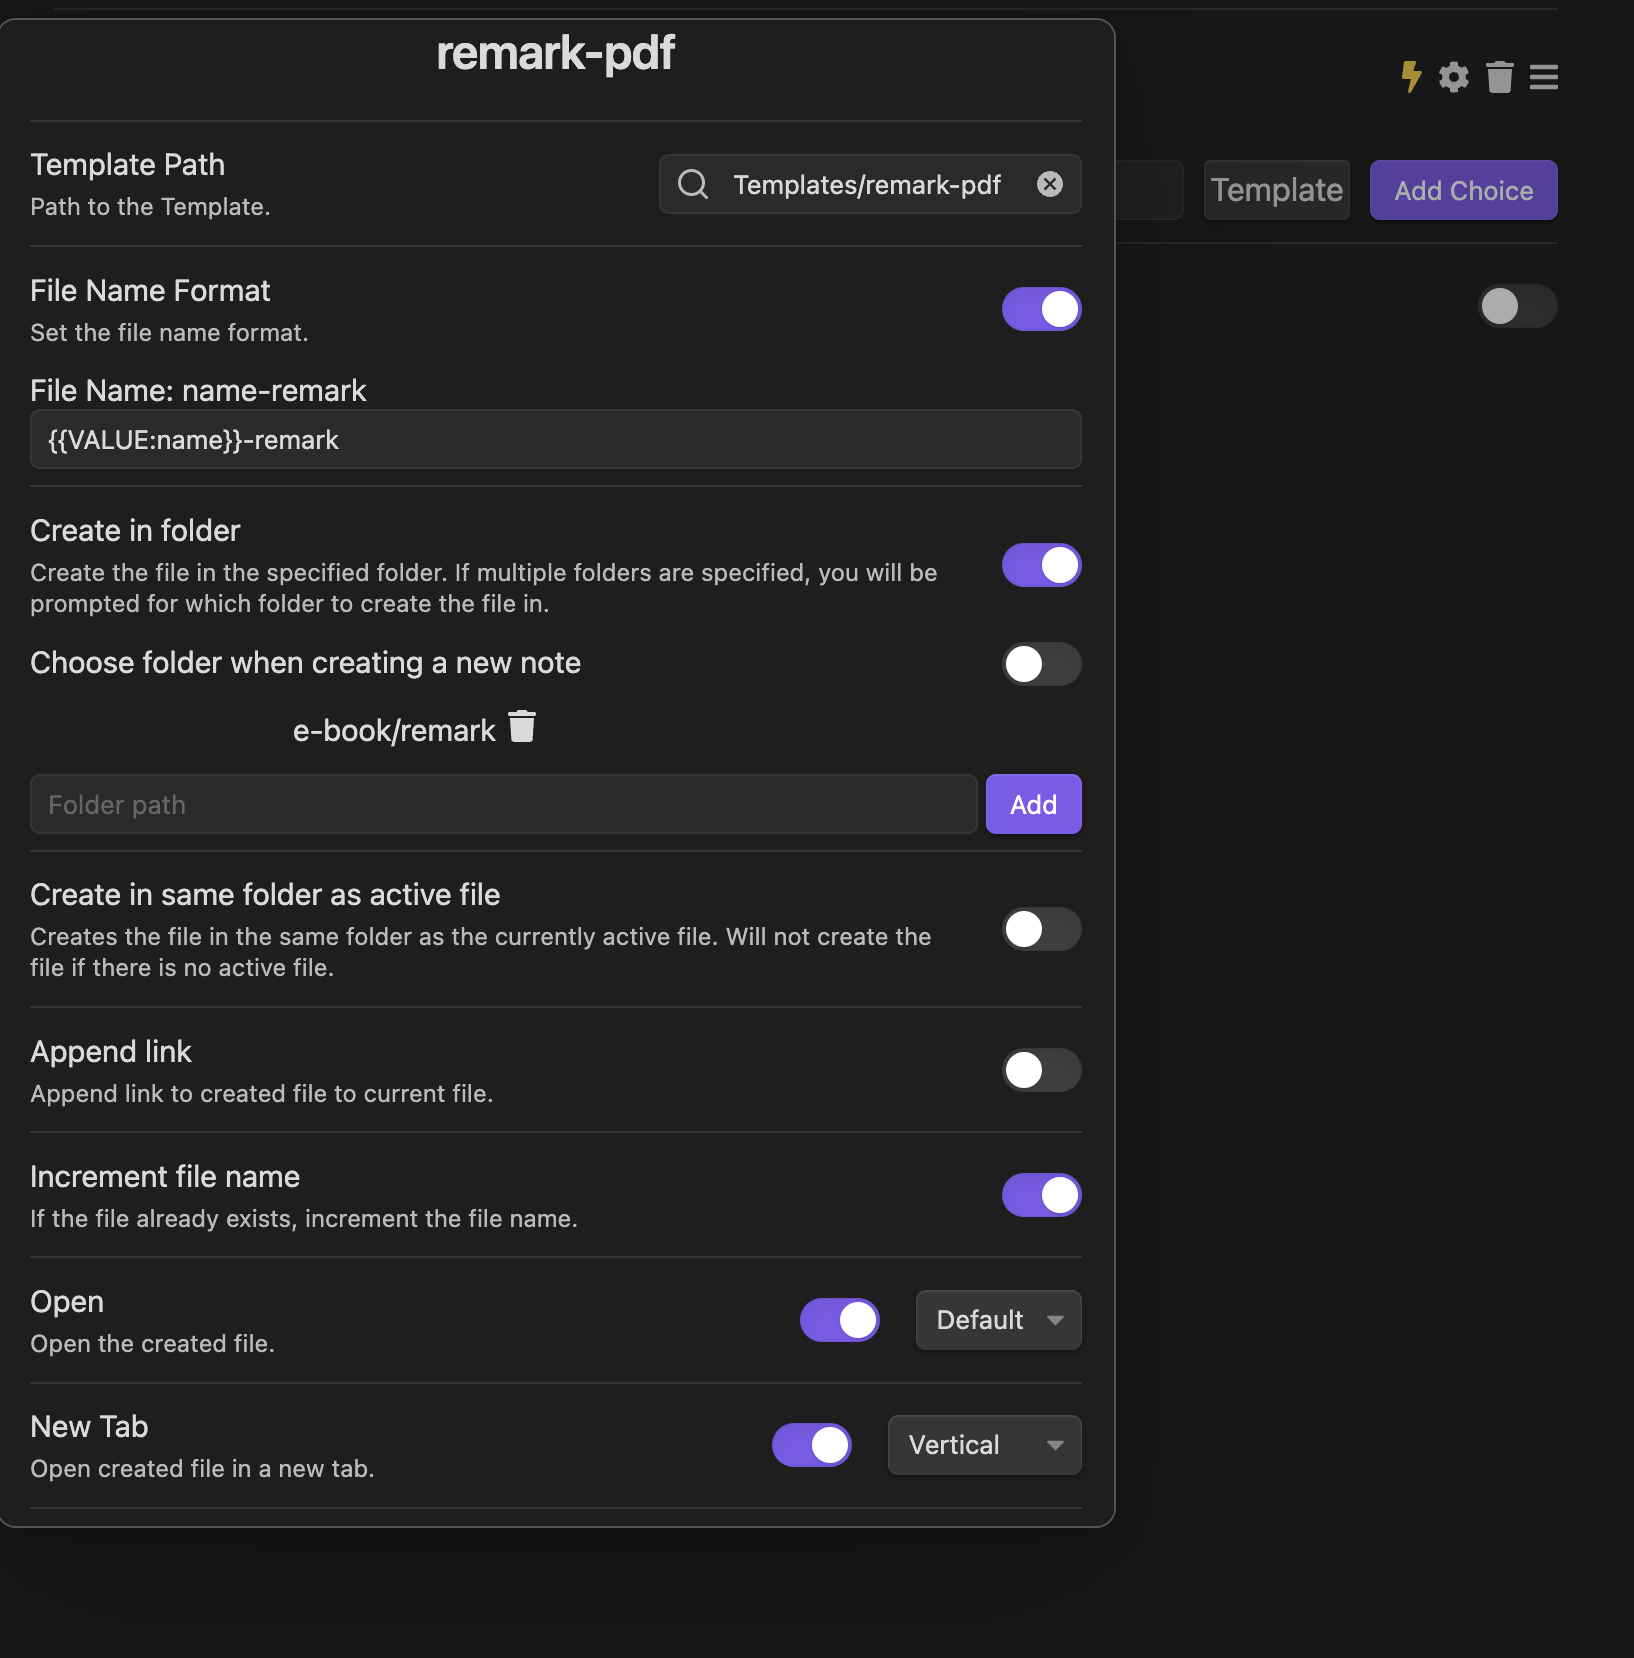 remark-pdf
Template Path
Path to the Template.
Templates/remark-pdf
Template
Add Choice
File Name Format
Set the file name format.
File Name: name-remark
{{VALUE:name}}-remark
Create in folder
Create the file in the specified folder. If multiple folders are specified, you will be
prompted for which folder to create the file in.
Choose folder when creating a new note
e-book/remark
Folder path
Add
Create in same folder as active file
Creates the file in the same folder as the currently active file. Will not create the
file if there is no active file.
Append link
Append link to created file to current file.
Increment file name
If the file already exists, increment the file name.
Open
Open the created file.
Default
New Tab
Open created file in a new tab.
Vertical